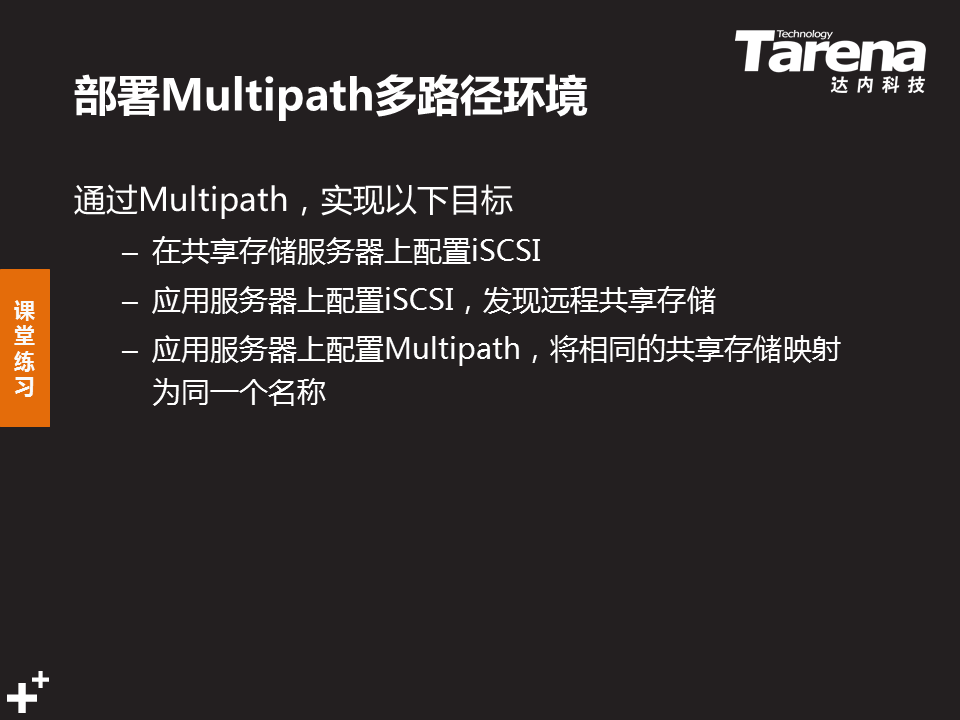 Technology
Tarena
达内科技
部署Multipath多路径环境
通过Multipath，实现以下目标
– 在共享存储服务器上配置iSCSI
– 应用服务器上配置iSCSI，发现远程共享存储
– 应用服务器上配置Multipath，将相同的共享存储映射
为同一个名称
课
堂
练
习